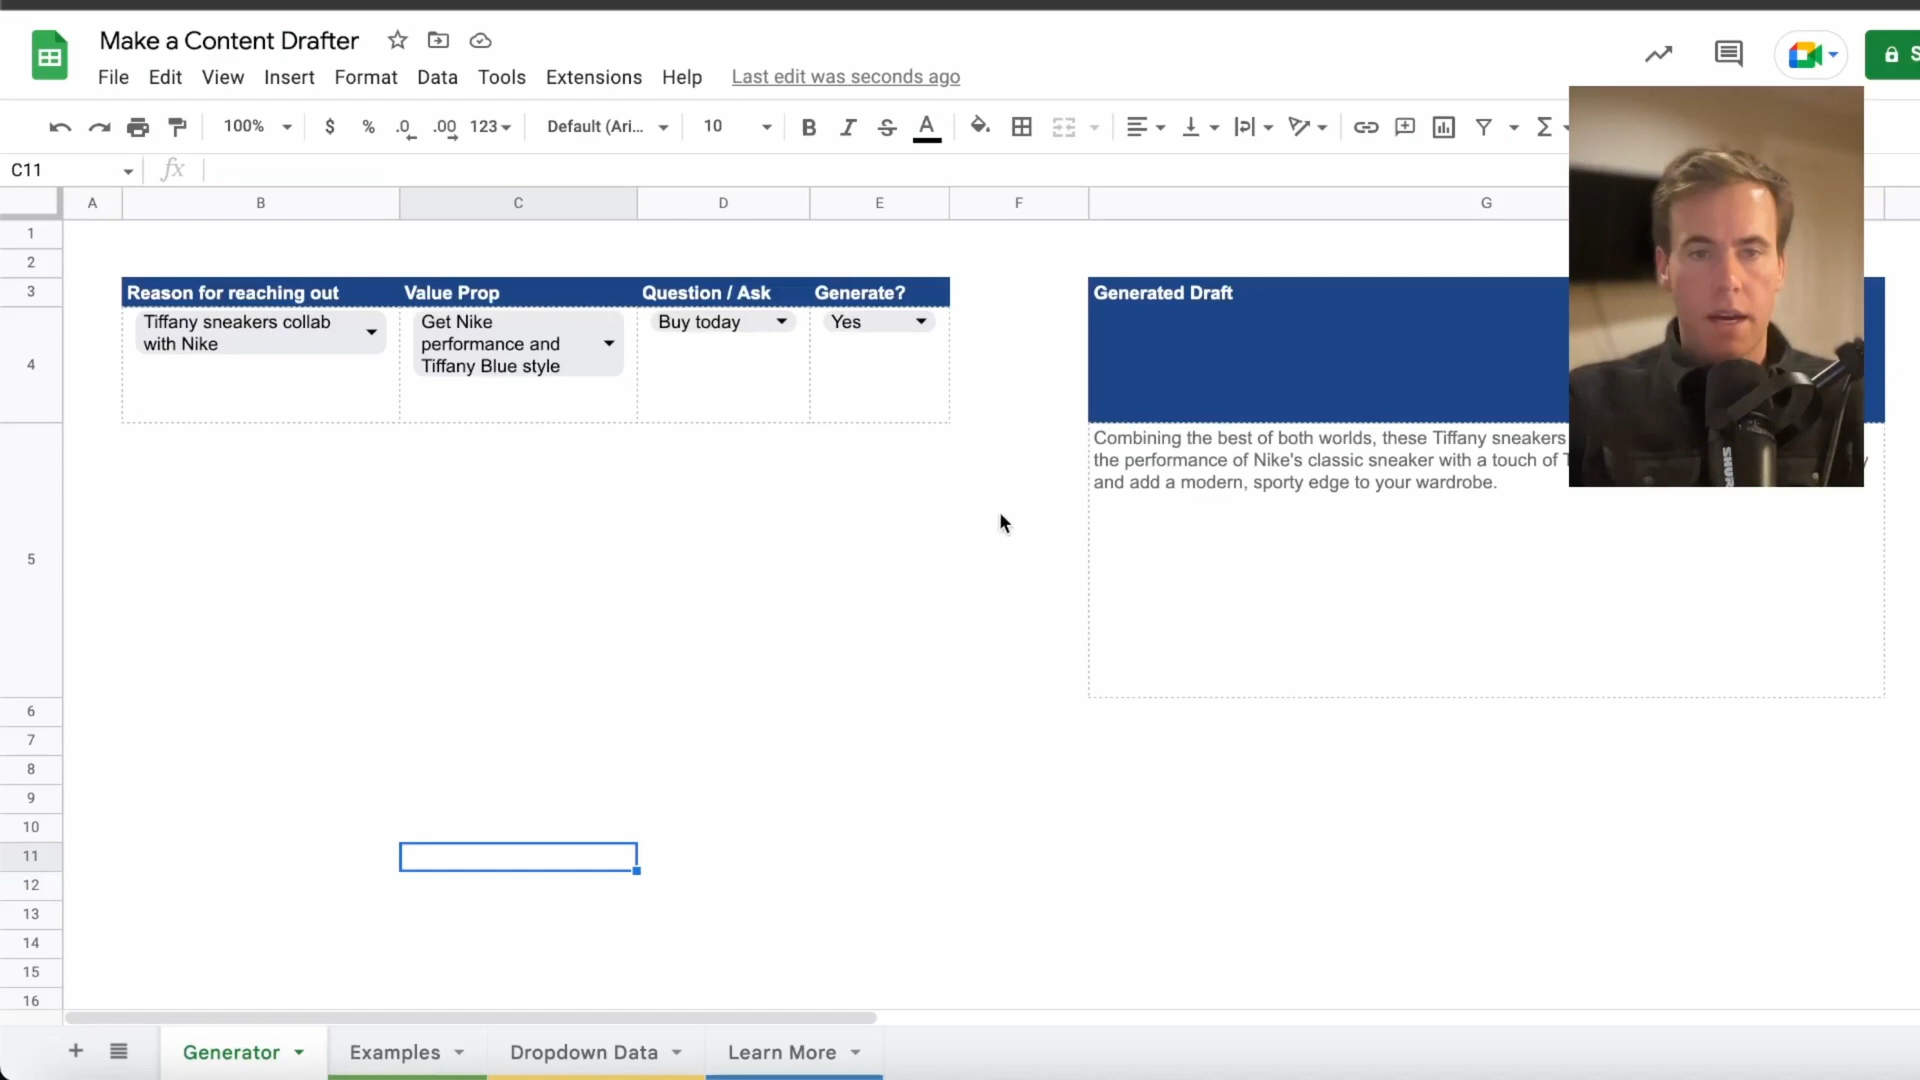 Make a Content Drafter
File Edit View Insert Format Data Tools Extensions Help Last edit was seconds ago
100% $ % .0 .00 123 Default (Ari... 10 B I S A
C11 fx
A B C D E F G
1
2
3 Reason for reaching out Value Prop Question / Ask Generate? Generated Draft
4 Tiffany sneakers collab Get Nike Buy today Yes
with Nike performance and
Tiffany Blue style
5 Combining the best of both worlds, these Tiffany sneakers
the performance of Nike's classic sneaker with a touch of
and add a modern, sporty edge to your wardrobe.
6
7
8
9
10
11
12
13
14
15
16
SHURE
Generator Examples Dropdown Data Learn More